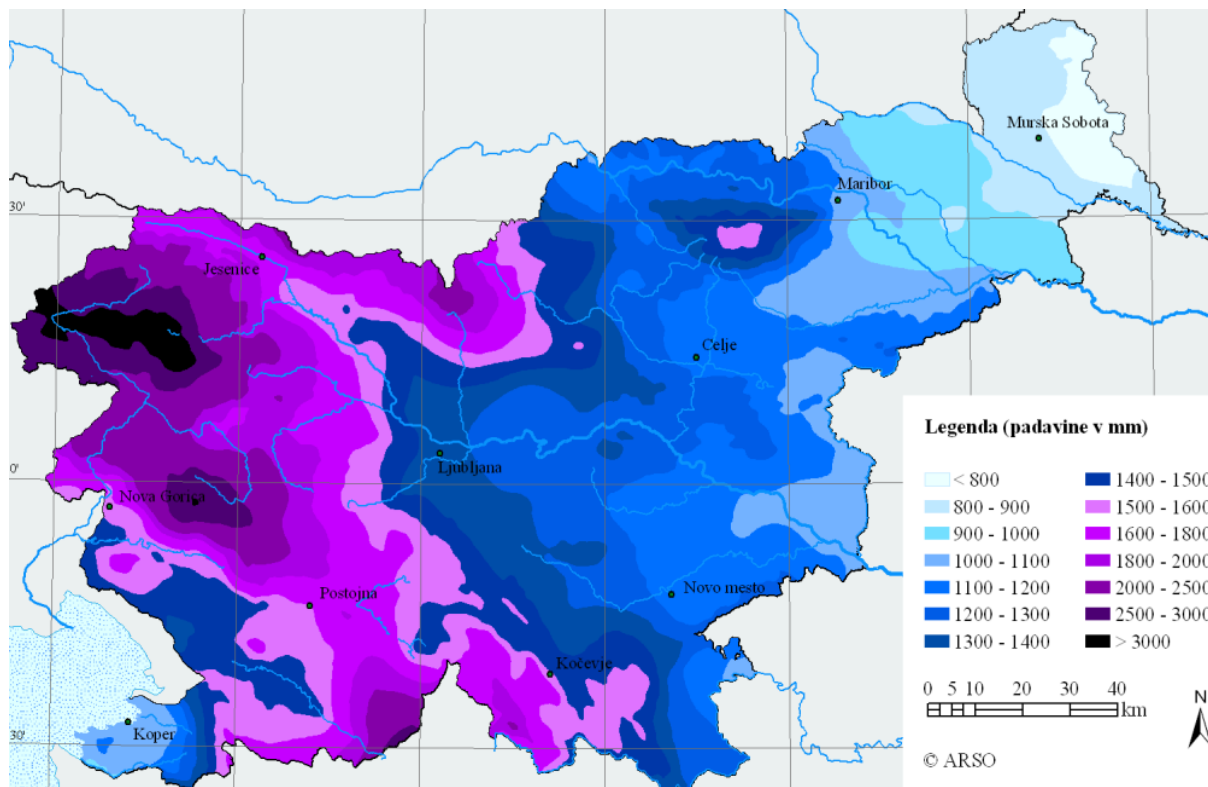 Murska Sobota
Maribor
30'
Jesenice
Celje
Ljubljana
0'
Nova Gorica
Postojna
Novo mesto
Kočevje
Koper
30'
Legenda (padavine v mm)
< 800
800 - 900
900 - 1000
1000 - 1100
1100 - 1200
1200 - 1300
1300 - 1400
1400 - 1500
1500 - 1600
1600 - 1800
1800 - 2000
2000 - 2500
2500 - 3000
> 3000
0 5 10 20 30 40
km
N
© ARSO